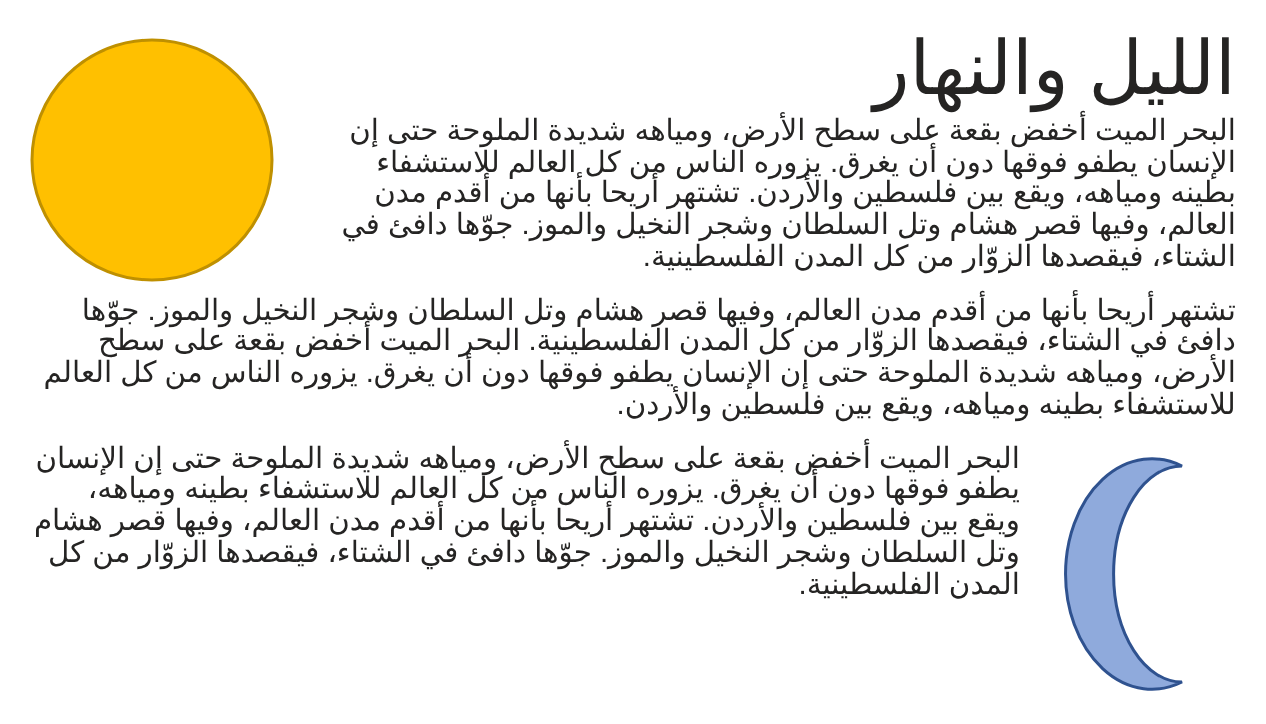 الليل والنهار
البحر الميت أخفض بقعة على سطح الأرض، ومياهه شديدة الملوحة حتى إن
الإنسان يطفو فوقها دون أن يغرق. يزوره الناس من كل العالم للاستشفاء
بطينه ومياهه، ويقع بين فلسطين والأردن. تشتهر أريحا بأنها من أقدم مدن
العالم، وفيها قصر هشام وتل السلطان وشجر النخيل والموز. جوّها دافئ في
الشتاء، فيقصدها الزوّار من كل المدن الفلسطينية.
تشتهر أريحا بأنها من أقدم مدن العالم، وفيها قصر هشام وتل السلطان وشجر النخيل والموز. جوّها
دافئ في الشتاء، فيقصدها الزوّار من كل المدن الفلسطينية. البحر الميت أخفض بقعة على سطح
الأرض، ومياهه شديدة الملوحة حتى إن الإنسان يطفو فوقها دون أن يغرق. يزوره الناس من كل العالم
للاستشفاء بطينه ومياهه، ويقع بين فلسطين والأردن.
البحر الميت أخفض بقعة على سطح الأرض، ومياهه شديدة الملوحة حتى إن الإنسان
يطفو فوقها دون أن يغرق. يزوره الناس من كل العالم للاستشفاء بطينه ومياهه،
ويقع بين فلسطين والأردن. تشتهر أريحا بأنها من أقدم مدن العالم، وفيها قصر هشام
وتل السلطان وشجر النخيل والموز. جوّها دافئ في الشتاء، فيقصدها الزوّار من كل
المدن الفلسطينية.